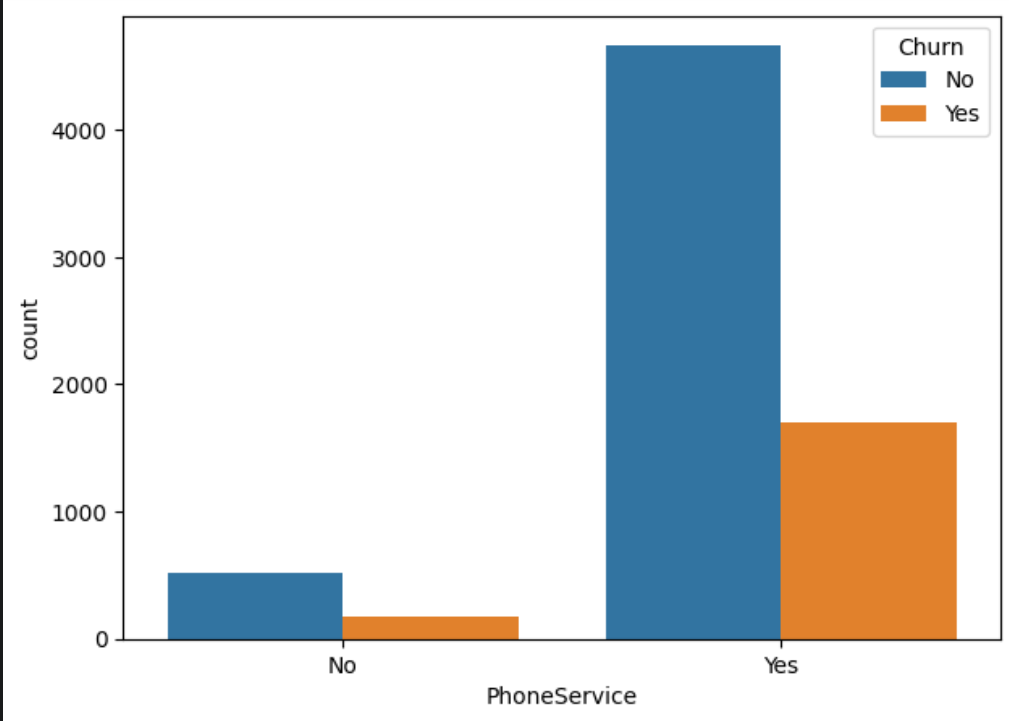 Churn
No
Yes
4000
3000
2000
1000
0
count
No
Yes
PhoneService